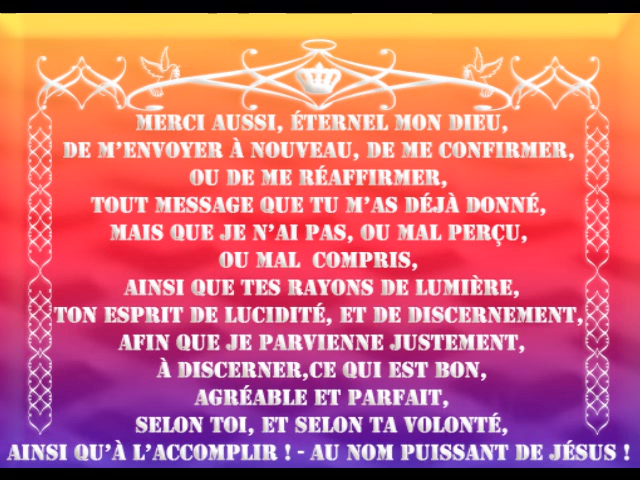 MERCI AUSSI, ÉTERNEL MON DIEU,
DE M'ENVOYER À NOUVEAU, DE ME CONFIRMER,
OU DE ME RÉAFFIRMER,
TOUT MESSAGE QUE TU M'AS DÉJÀ DONNÉ,
MAIS QUE JE N'AI PAS, OU MAL PERÇU,
OU MAL  COMPRIS,
AINSI QUE TES RAYONS DE LUMIÈRE,
TON ESPRIT DE LUCIDITÉ, ET DE DISCERNEMENT,
AFIN QUE JE PARVIENNE JUSTEMENT,
À DISCERNER,CE QUI EST BON,
AGRÉABLE ET PARFAIT,
SELON TOI, ET SELON TA VOLONTÉ,
AINSI QU'À L'ACCOMPLIR ! - AU NOM PUISSANT DE JÉSUS !